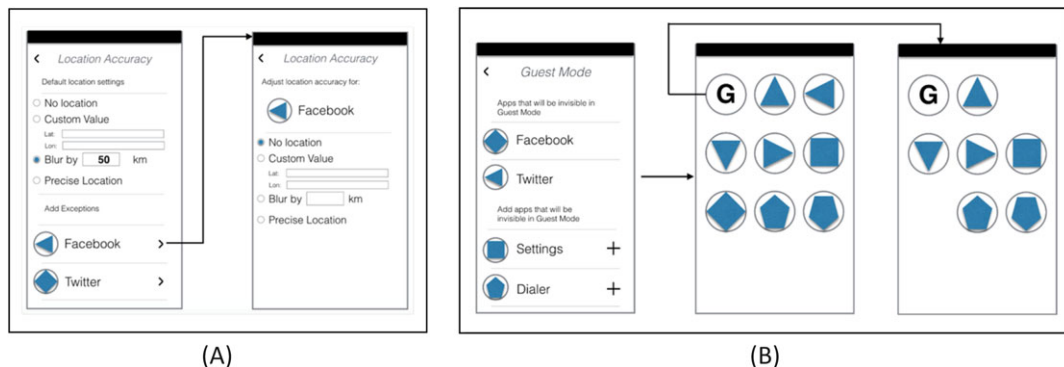 Location Accuracy
Default location settings
No location
Custom Value
Lat:
Lon:
Blur by 50 km
Precise Location
Add Exceptions
Facebook
Twitter
Location Accuracy
Adjust location accuracy for:
Facebook
No location
Custom Value
Lat:
Lon:
Blur by km
Precise Location
(A)
Guest Mode
Apps that will be invisible in
Guest Mode
Facebook
Twitter
Add apps that will be
invisible in Guest Mode
Settings +
Dialer +
G
G
(B)